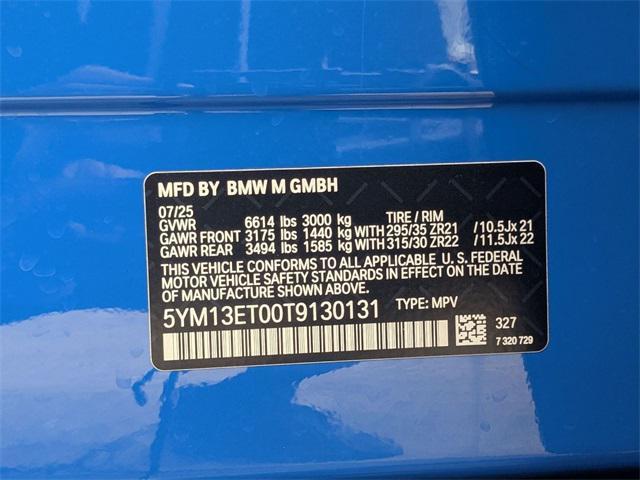 MFD BY BMW M GMBH
07/25
GVWR 6614 lbs 3000 kg TIRE / RIM
GAWR FRONT 3175 lbs 1440 kg WITH 295/35 ZR21 / 10.5Jx 21
GAWR REAR 3494 lbs 1585 kg WITH 315/30 ZR22 / 11.5Jx 22
THIS VEHICLE CONFORMS TO ALL APPLICABLE U. S. FEDERAL
MOTOR VEHICLE SAFETY STANDARDS IN EFFECT ON THE DATE OF
MANUFACTURE SHOWN ABOVE.
5YM13ET00T9130131 TYPE: MPV
327
7 320 729